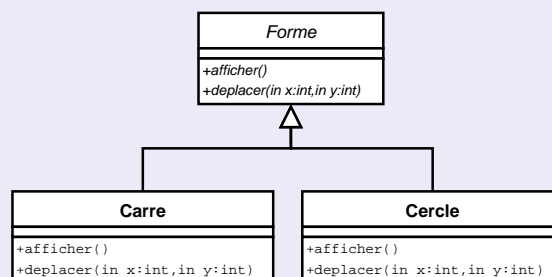 Forme
+afficher()
+deplacer(in x:int,in y:int)
Carre
+afficher()
+deplacer(in x:int,in y:int)
Cercle
+afficher()
+deplacer(in x:int,in y:int)